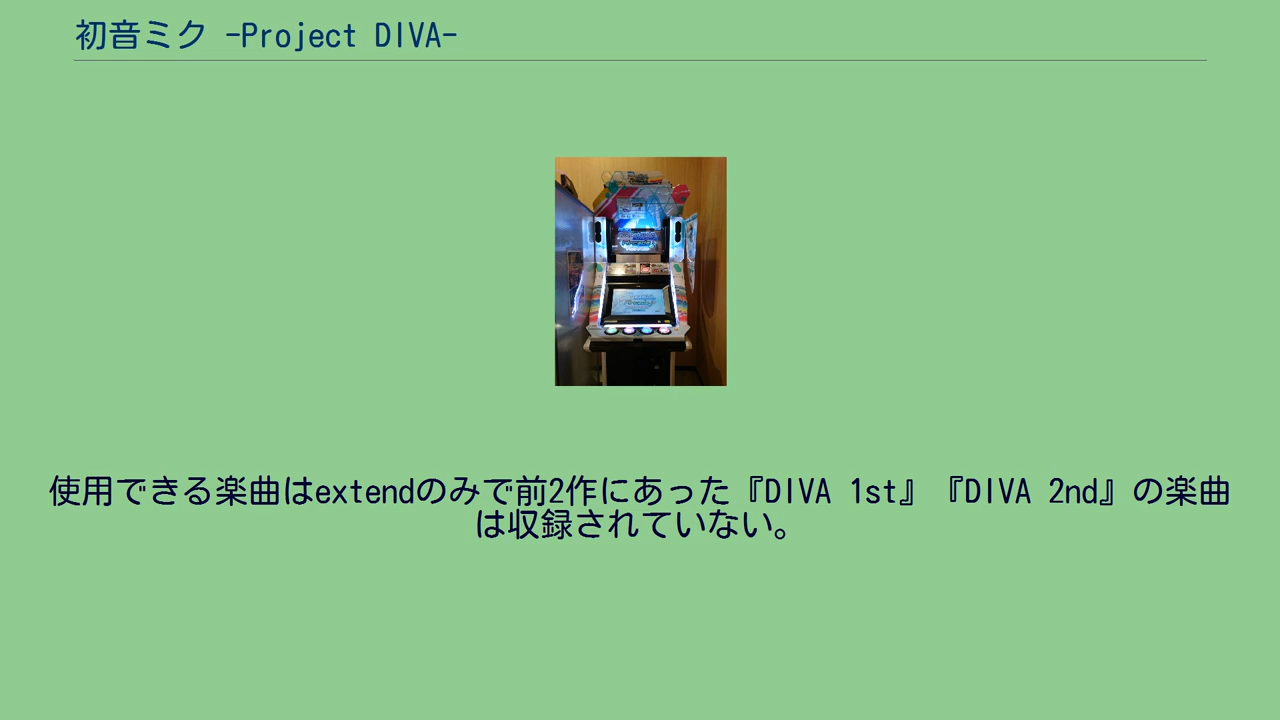 初音ミク -Project DIVA-
使用できる楽曲はextendのみで前2作にあった『DIVA 1st』『DIVA 2nd』の楽曲
は収録されていない。